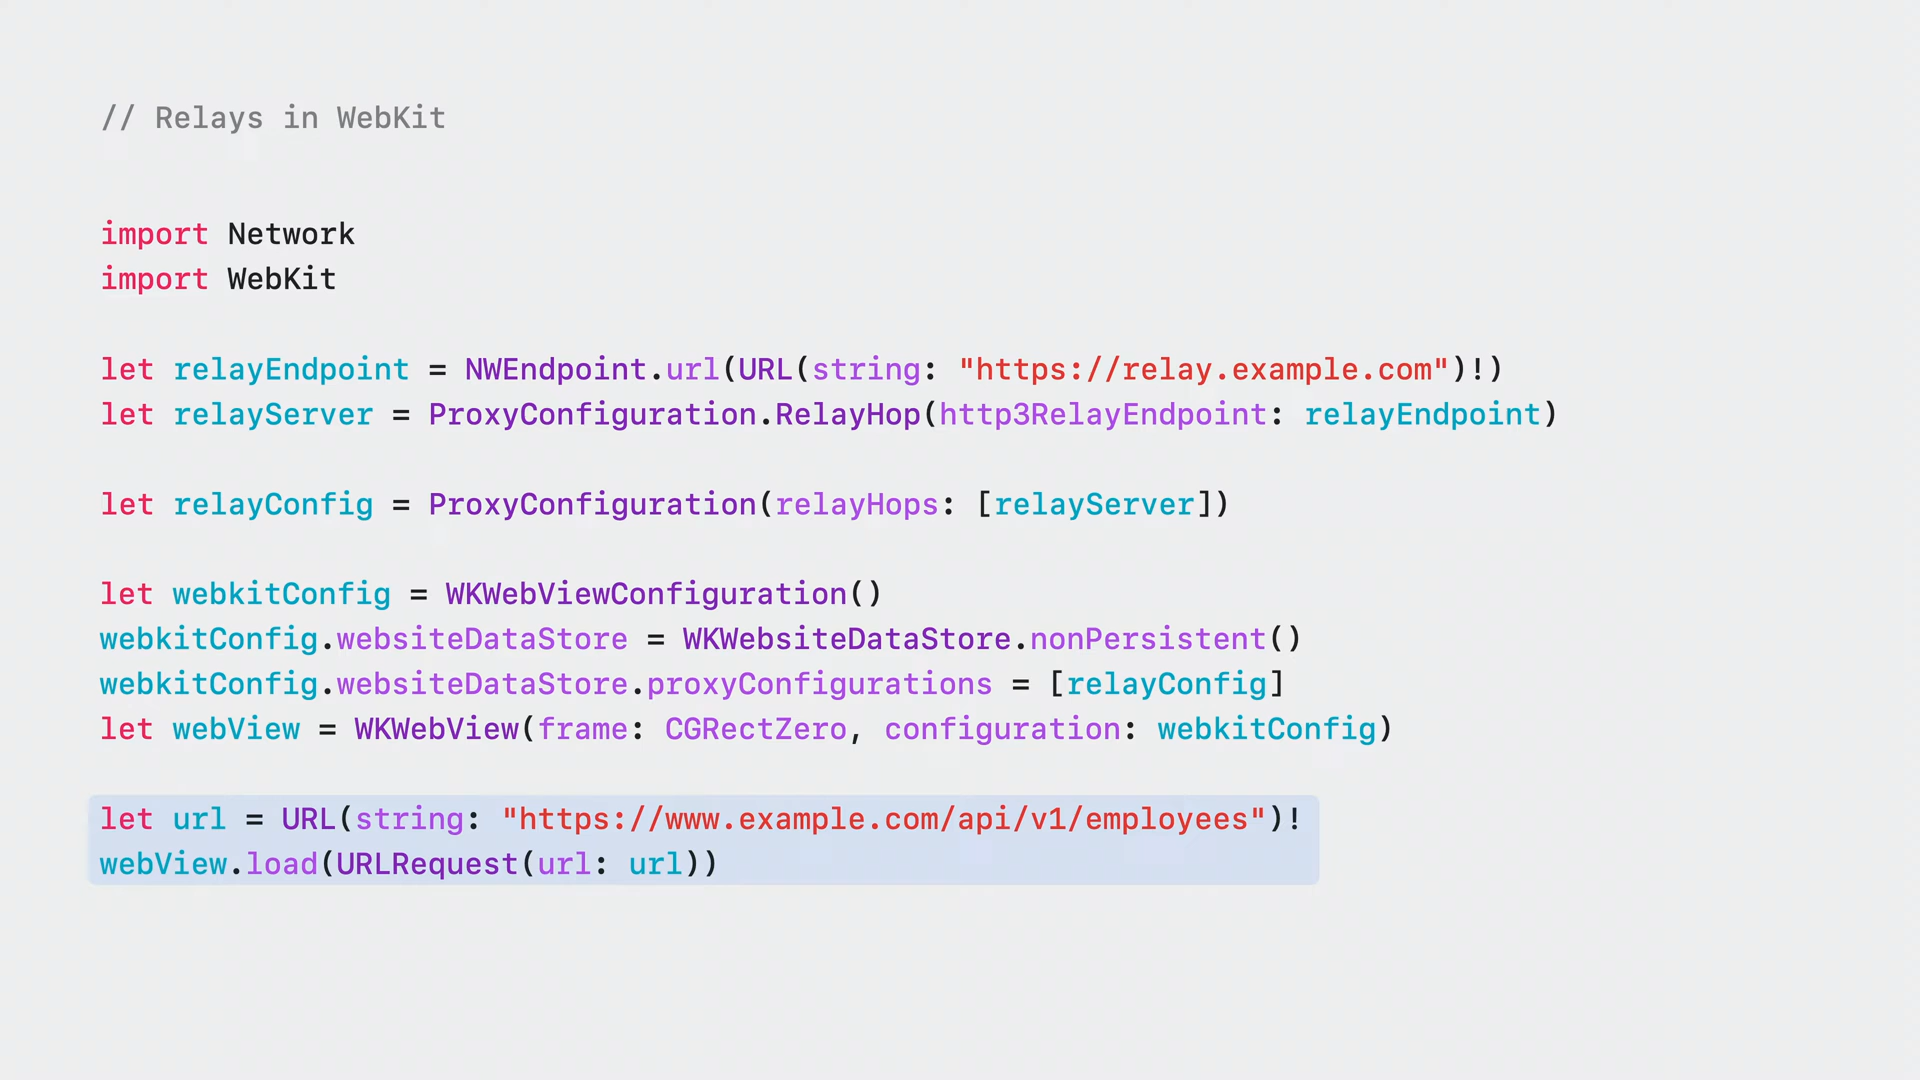 // Relays in WebKit
import Network
import WebKit
let relayEndpoint = NWEndpoint.url(URL(string: "https://relay.example.com")!)
let relayServer = ProxyConfiguration.RelayHop(http3RelayEndpoint: relayEndpoint)
let relayConfig = ProxyConfiguration(relayHops: [relayServer])
let webkitConfig = WKWebViewConfiguration()
webkitConfig.websiteDataStore = WKWebsiteDataStore.nonPersistent()
webkitConfig.websiteDataStore.proxyConfigurations = [relayConfig]
let webView = WKWebView(frame: CGRectZero, configuration: webkitConfig)
let url = URL(string: "https://www.example.com/api/v1/employees")!
webView.load(URLRequest(url: url))